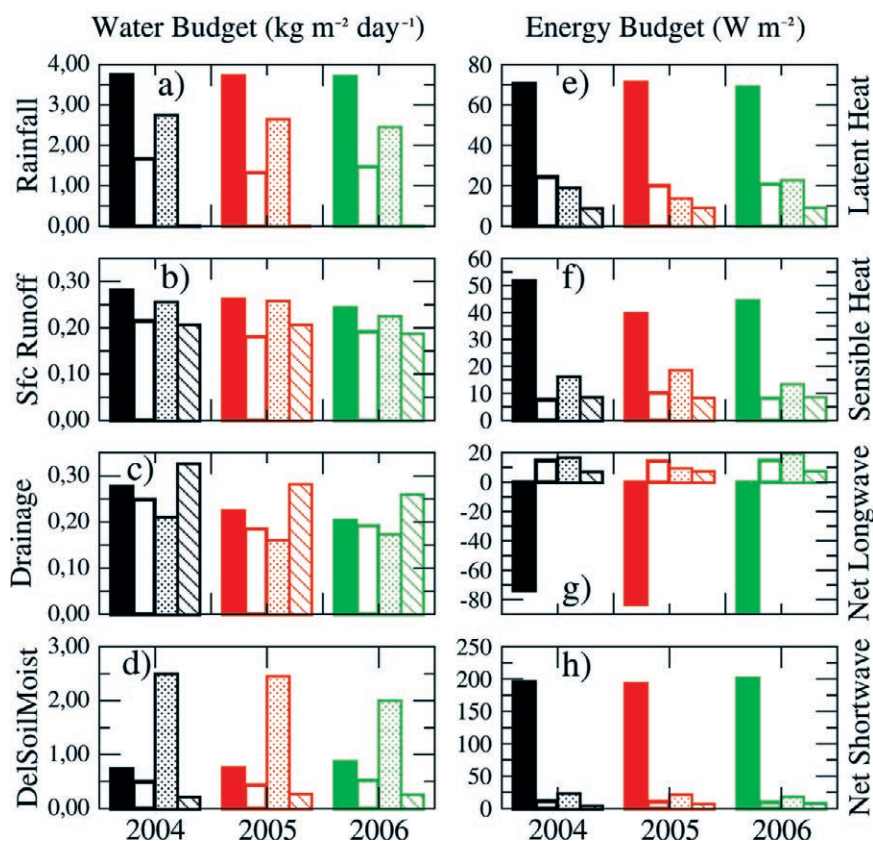 Water Budget (kg m⁻² day⁻¹)
Energy Budget (W m⁻²)
Rainfall
4,00
3,00
2,00
1,00
0,00
a)
80
60
40
20
0
e)
Latent Heat
Sfc Runoff
0,30
0,20
0,10
0,00
b)
60
50
40
30
20
10
0
f)
Sensible Heat
Drainage
0,30
0,20
0,10
0,00
c)
20
0
-20
-40
-60
-80
g)
Net Longwave
DelSoilMoist
3,00
2,00
1,00
0,00
d)
250
200
150
100
50
0
h)
Net Shortwave
2004 2005 2006
2004 2005 2006